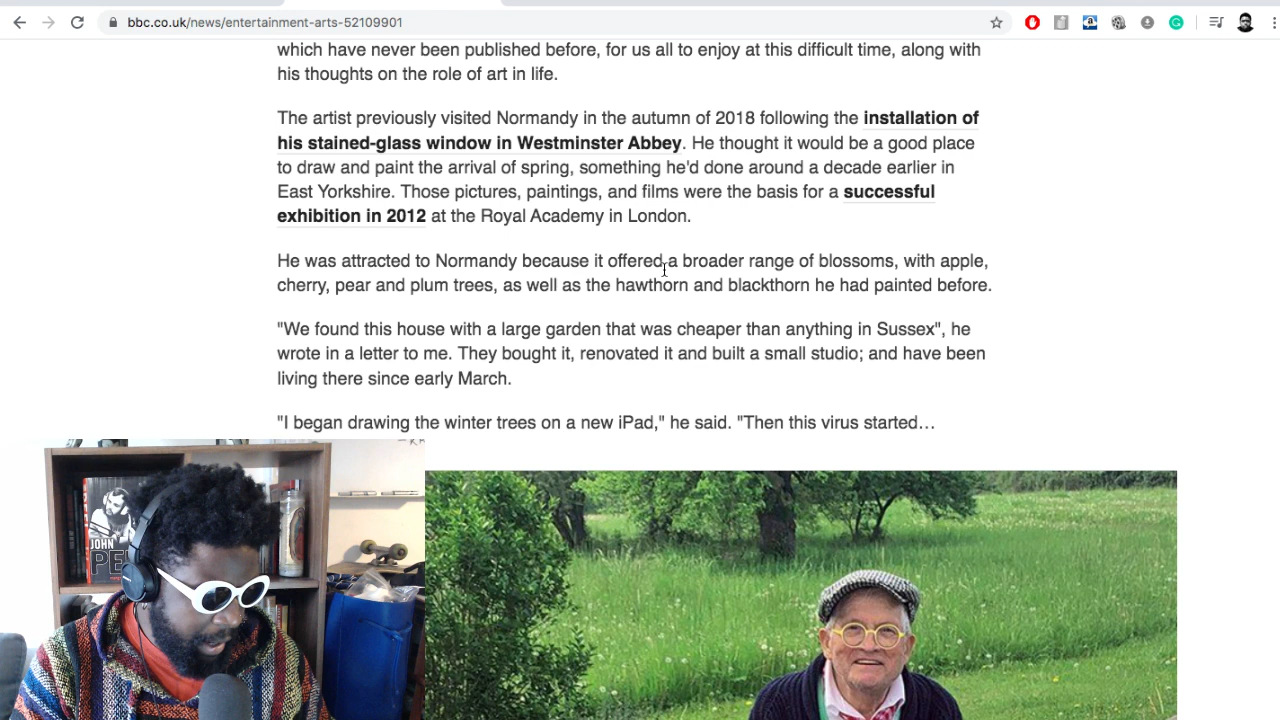 bbc.co.uk/news/entertainment-arts-52109901
which have never been published before, for us all to enjoy at this difficult time, along with
his thoughts on the role of art in life.
The artist previously visited Normandy in the autumn of 2018 following the installation of
his stained-glass window in Westminster Abbey. He thought it would be a good place
to draw and paint the arrival of spring, something he'd done around a decade earlier in
East Yorkshire. Those pictures, paintings, and films were the basis for a successful
exhibition in 2012 at the Royal Academy in London.
He was attracted to Normandy because it offered a broader range of blossoms, with apple,
cherry, pear and plum trees, as well as the hawthorn and blackthorn he had painted before.
"We found this house with a large garden that was cheaper than anything in Sussex", he
wrote in a letter to me. They bought it, renovated it and built a small studio; and have been
living there since early March.
"I began drawing the winter trees on a new iPad," he said. "Then this virus started…
JOHN